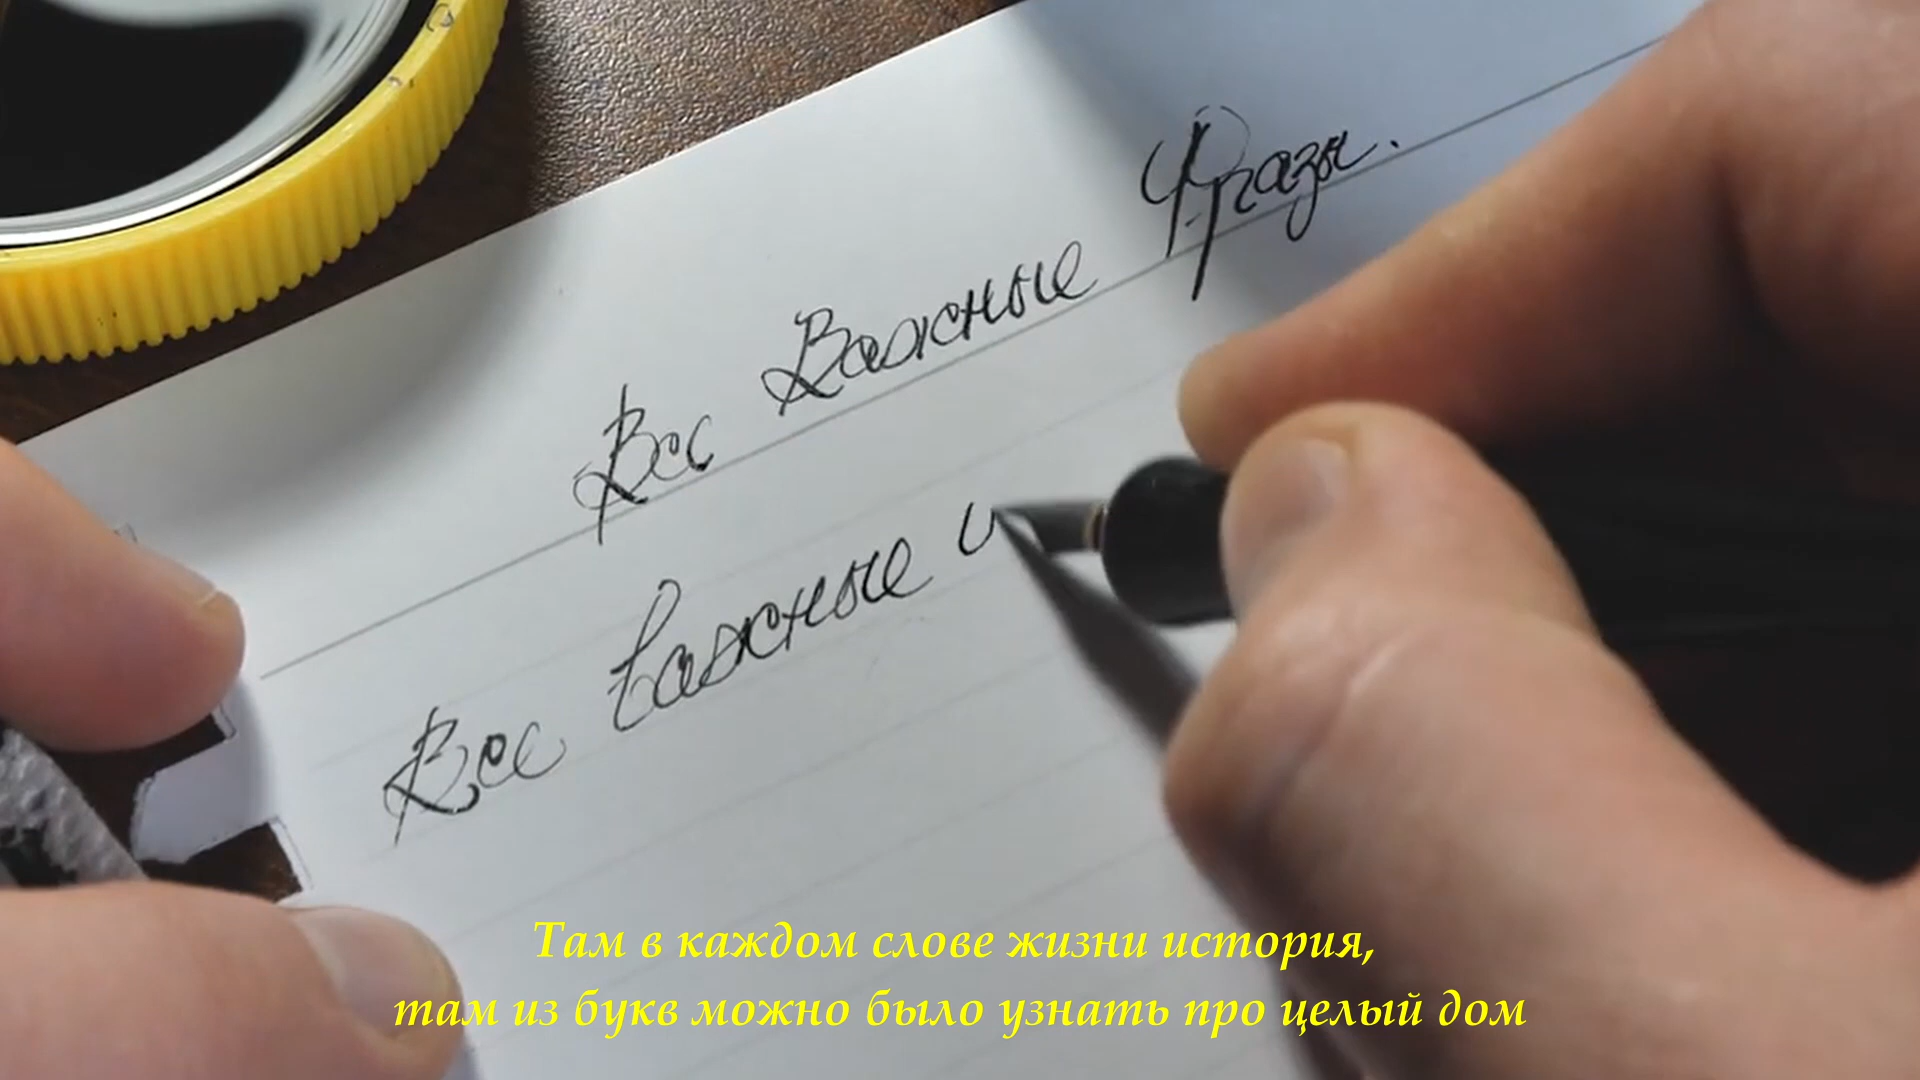 Все Важные Фразы.
Все важные
Там в каждом слове жизни история,
там из букв можно было узнать про целый дом